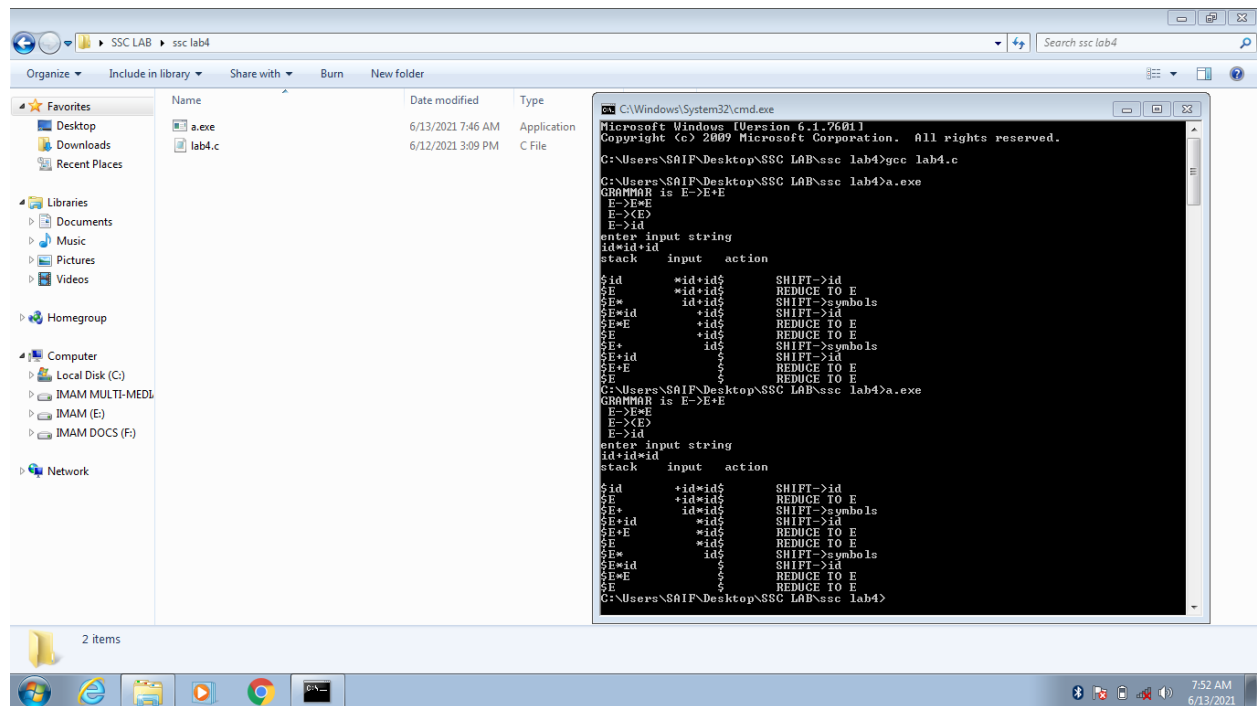 SSC LAB ▸ ssc lab4
Search ssc lab4
Organize ▾ Include in library ▾ Share with ▾ Burn New folder
Favorites
Desktop
Downloads
Recent Places
Libraries
Documents
Music
Pictures
Videos
Homegroup
Computer
Local Disk (C:)
IMAM MULTI-MEDI
IMAM (E:)
IMAM DOCS (F:)
Network
Name Date modified Type
a.exe 6/13/2021 7:46 AM Application
lab4.c 6/12/2021 3:09 PM C File
C:\Windows\System32\cmd.exe
Microsoft Windows [Version 6.1.7601]
Copyright (c) 2009 Microsoft Corporation. All rights reserved.
C:\Users\SAIF\Desktop\SSC LAB\ssc lab4>gcc lab4.c
C:\Users\SAIF\Desktop\SSC LAB\ssc lab4>a.exe
GRAMMAR is E->E+E
E->E*E
E->(E)
E->id
enter input string
id*id+id
stack input action
$id *id+id$ SHIFT->id
$E *id+id$ REDUCE TO E
$E* id+id$ SHIFT->symbols
$E*id +id$ SHIFT->id
$E*E +id$ REDUCE TO E
$E +id$ REDUCE TO E
$E+ id$ SHIFT->symbols
$E+id $ SHIFT->id
$E+E $ REDUCE TO E
$E $ REDUCE TO E
C:\Users\SAIF\Desktop\SSC LAB\ssc lab4>a.exe
GRAMMAR is E->E+E
E->E*E
E->(E)
E->id
enter input string
id+id*id
stack input action
$id +id*id$ SHIFT->id
$E +id*id$ REDUCE TO E
$E+ id*id$ SHIFT->symbols
$E+id *id$ SHIFT->id
$E+E *id$ REDUCE TO E
$E *id$ REDUCE TO E
$E* id$ SHIFT->symbols
$E*id $ SHIFT->id
$E*E $ REDUCE TO E
$E $ REDUCE TO E
C:\Users\SAIF\Desktop\SSC LAB\ssc lab4>
2 items
7:52 AM
6/13/2021